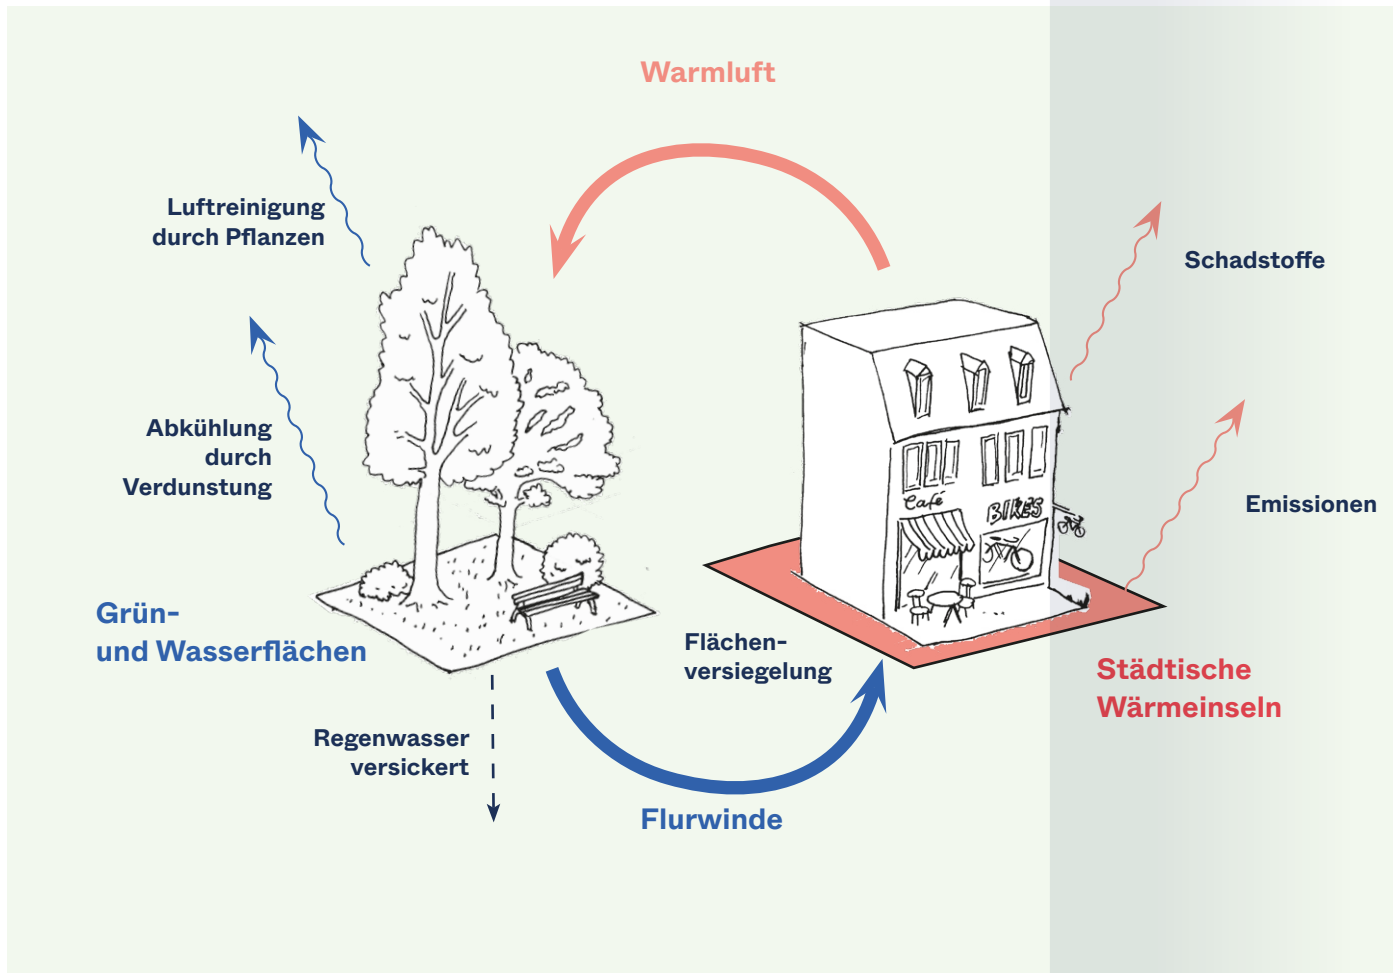 Warmluft
Luftreinigung
durch Pflanzen
Schadstoffe
Abkühlung
durch
Verdunstung
Café
BIKES
Emissionen
Grün-
und Wasserflächen
Flächen-
versiegelung
Städtische
Wärmeinseln
Regenwasser
versickert
Flurwinde